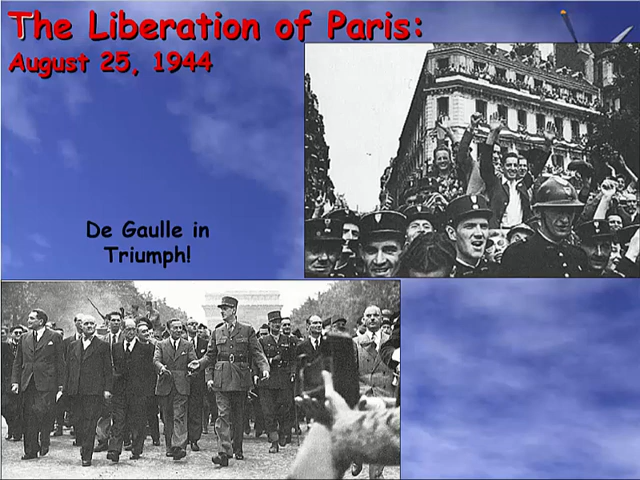 The Liberation of Paris:
August 25, 1944
De Gaulle in
Triumph!